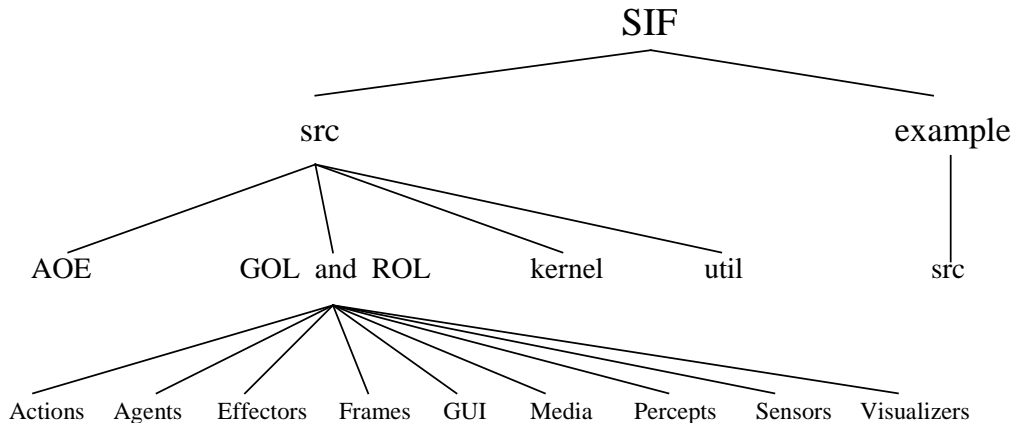 SIF
src example
AOE GOL and ROL kernel util src
Actions Agents Effectors Frames GUI Media Percepts Sensors Visualizers